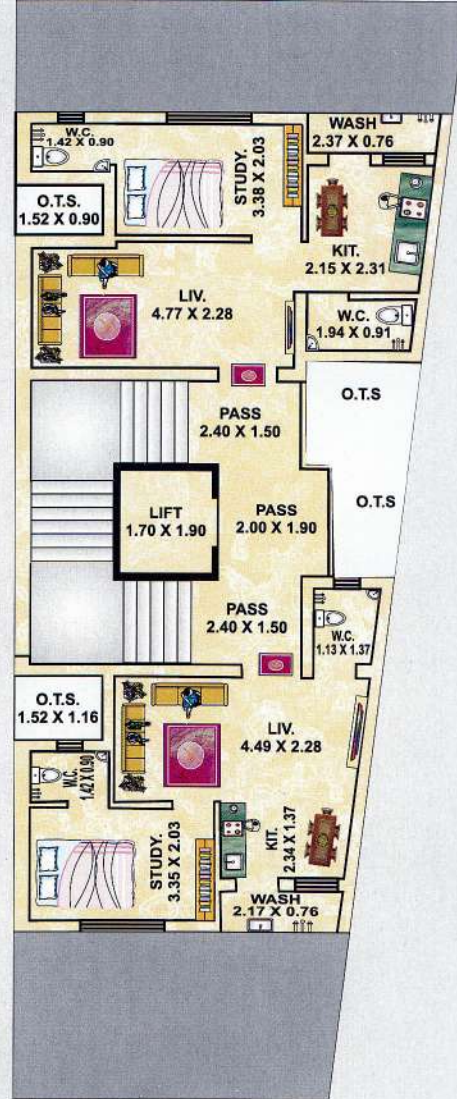 WASH
2.37 X 0.76
W.C.
1.42 X 0.90
STUDY.
3.38 X 2.03
O.T.S.
1.52 X 0.90
KIT.
2.15 X 2.31
LIV.
4.77 X 2.28
W.C.
1.94 X 0.91
O.T.S
PASS
2.40 X 1.50
O.T.S
LIFT
1.70 X 1.90
PASS
2.00 X 1.90
PASS
2.40 X 1.50
W.C.
1.13 X 1.37
O.T.S.
1.52 X 1.16
LIV.
4.49 X 2.28
W.C.
1.42 X 0.90
STUDY.
3.35 X 2.03
KIT.
2.34 X 1.37
WASH
2.17 X 0.76